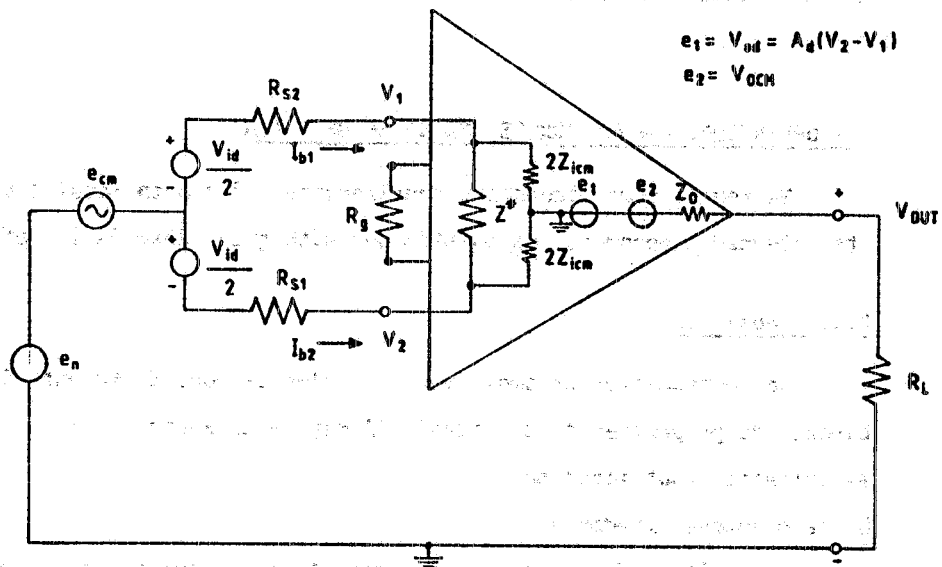 e₁ = V_od = A_d(V₂-V₁)
e₂ = V_OCM
R_S2
V₁
I_b1
+
-
V_id
2
e_cm
2Z_icm
e₁
e₂
Z₀
R_g
Z*
+
V_OUT
+
-
V_id
2
2Z_icm
R_S1
I_b2
V₂
e_n
R_L
-